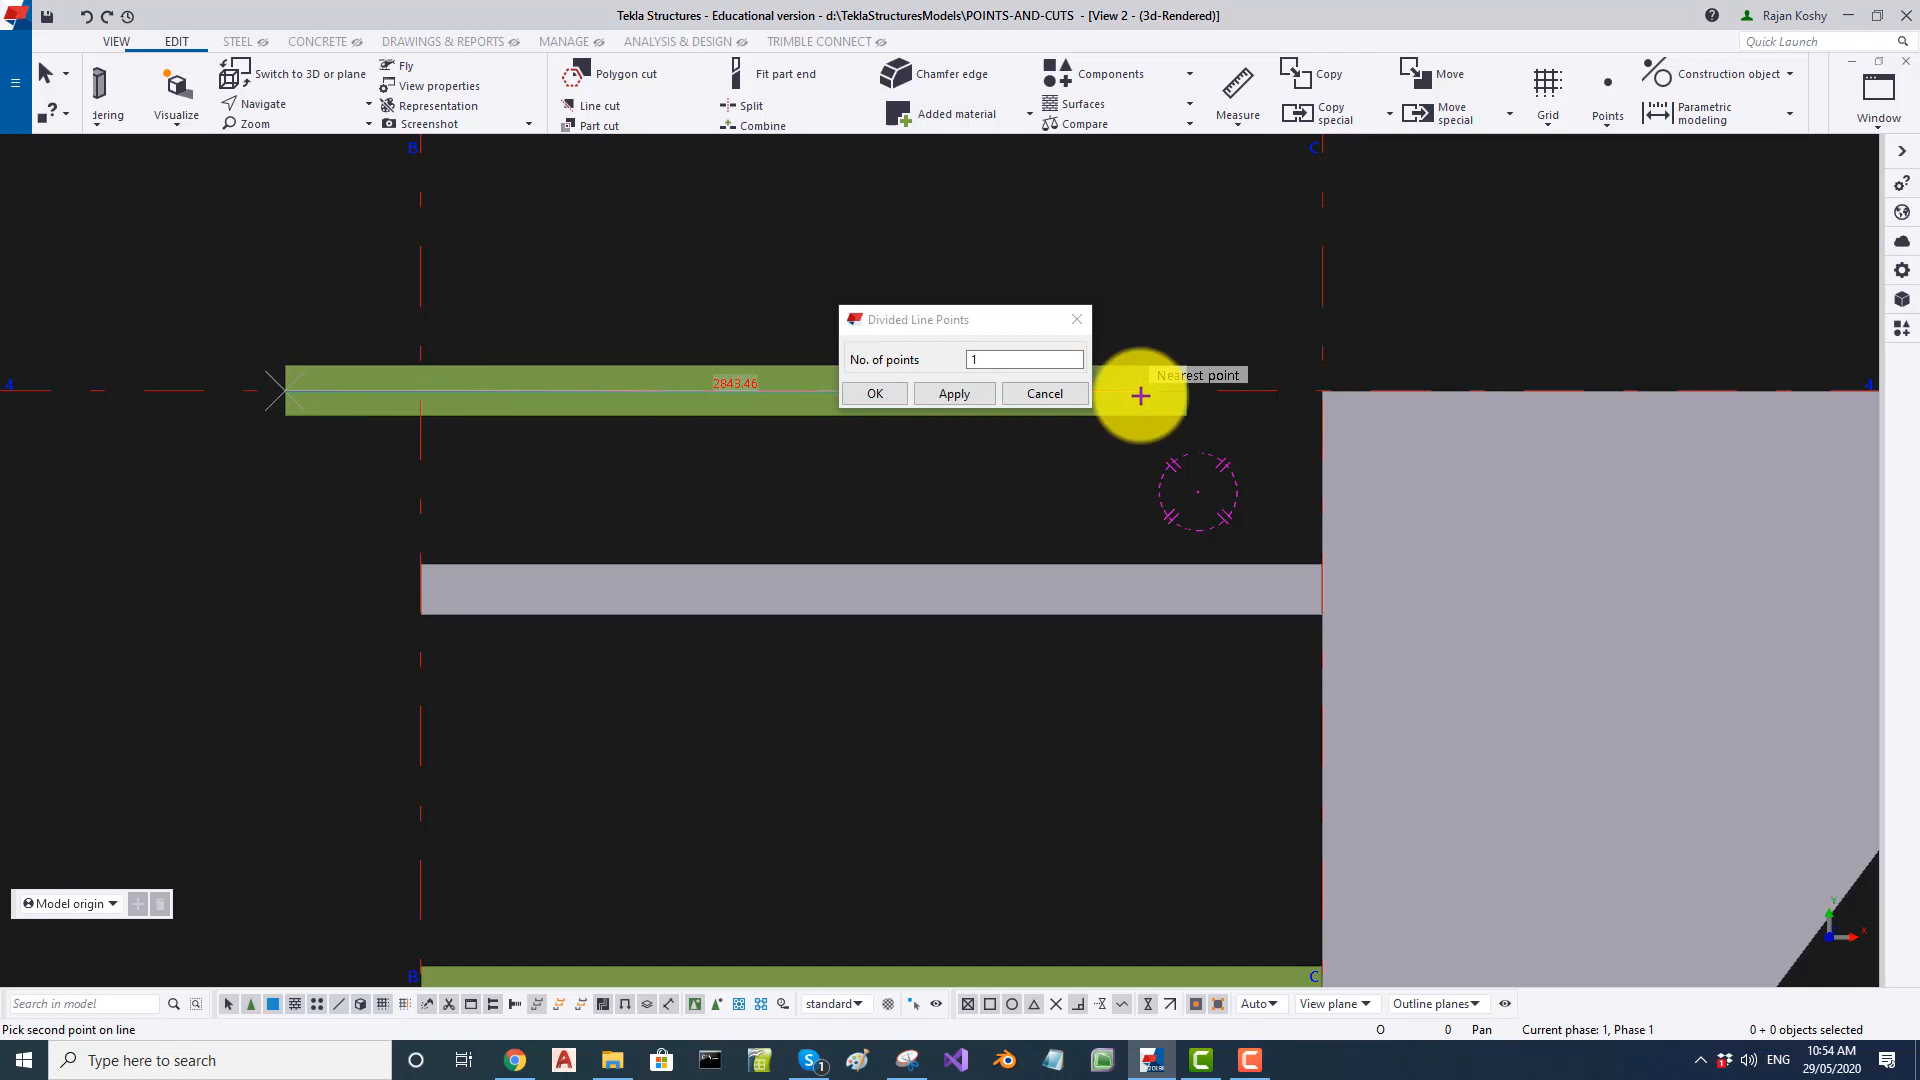 Tekla Structures - Educational version - d:\TeklaStructuresModels\POINTS-AND-CUTS - [View 2 - (3d-Rendered)]
Rajan Koshy
VIEW
EDIT
STEEL
CONCRETE
DRAWINGS & REPORTS
MANAGE
ANALYSIS & DESIGN
TRIMBLE CONNECT
Quick Launch
dering
Visualize
Switch to 3D or plane
Navigate
Zoom
Fly
View properties
Representation
Screenshot
Polygon cut
Line cut
Part cut
Fit part end
Split
Combine
Chamfer edge
Added material
Components
Surfaces
Compare
Measure
Copy
Copy special
Move
Move special
Grid
Points
Construction object
Parametric modeling
Window
B
C
4
4
2843.46
Divided Line Points
No. of points
1
OK
Apply
Cancel
Nearest point
Model origin
B
C
Y
X
Search in model
standard
Auto
View plane
Outline planes
Pick second point on line
O
0
Pan
Current phase: 1, Phase 1
0 + 0 objects selected
Type here to search
1
2019i
ENG
10:54 AM
29/05/2020